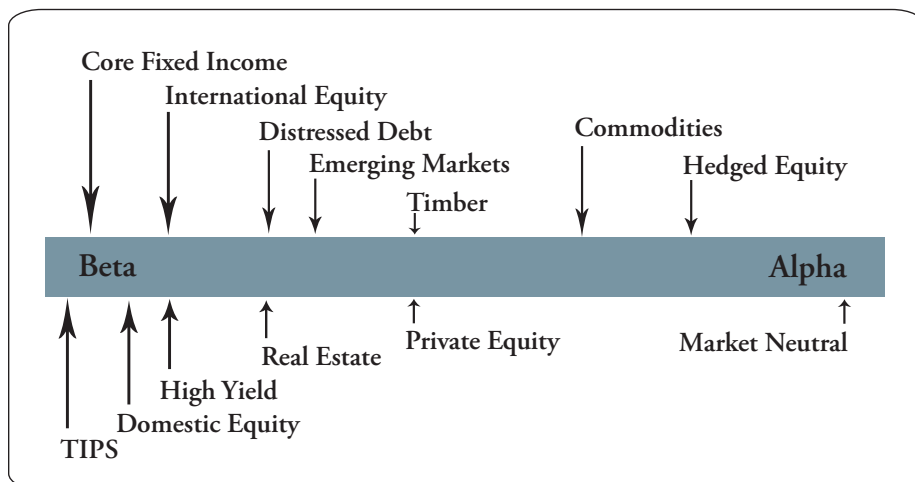 Core Fixed Income
International Equity
Distressed Debt
Commodities
Emerging Markets
Hedged Equity
Timber
Beta
Alpha
Private Equity
Market Neutral
Real Estate
High Yield
Domestic Equity
TIPS